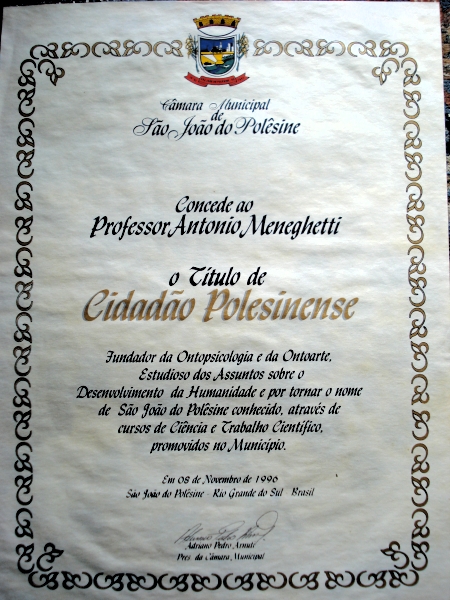 Câmara Municipal
de
São João do Polêsine
Concede ao
Professor Antonio Meneghetti
o Título de
Cidadão Polesinense
Fundador da Ontopsicologia e da Ontoarte,
Estudioso dos Assuntos sobre o
Desenvolvimento da Humanidade e por tornar o nome
de São João do Polêsine conhecido, através de
cursos de Ciência e Trabalho Científico,
promovidos no Município.
Em 08 de Novembro de 1996
São João do Polêsine - Rio Grande do Sul - Brasil
Adriano Pedro
Pres. da Câmara Municipal